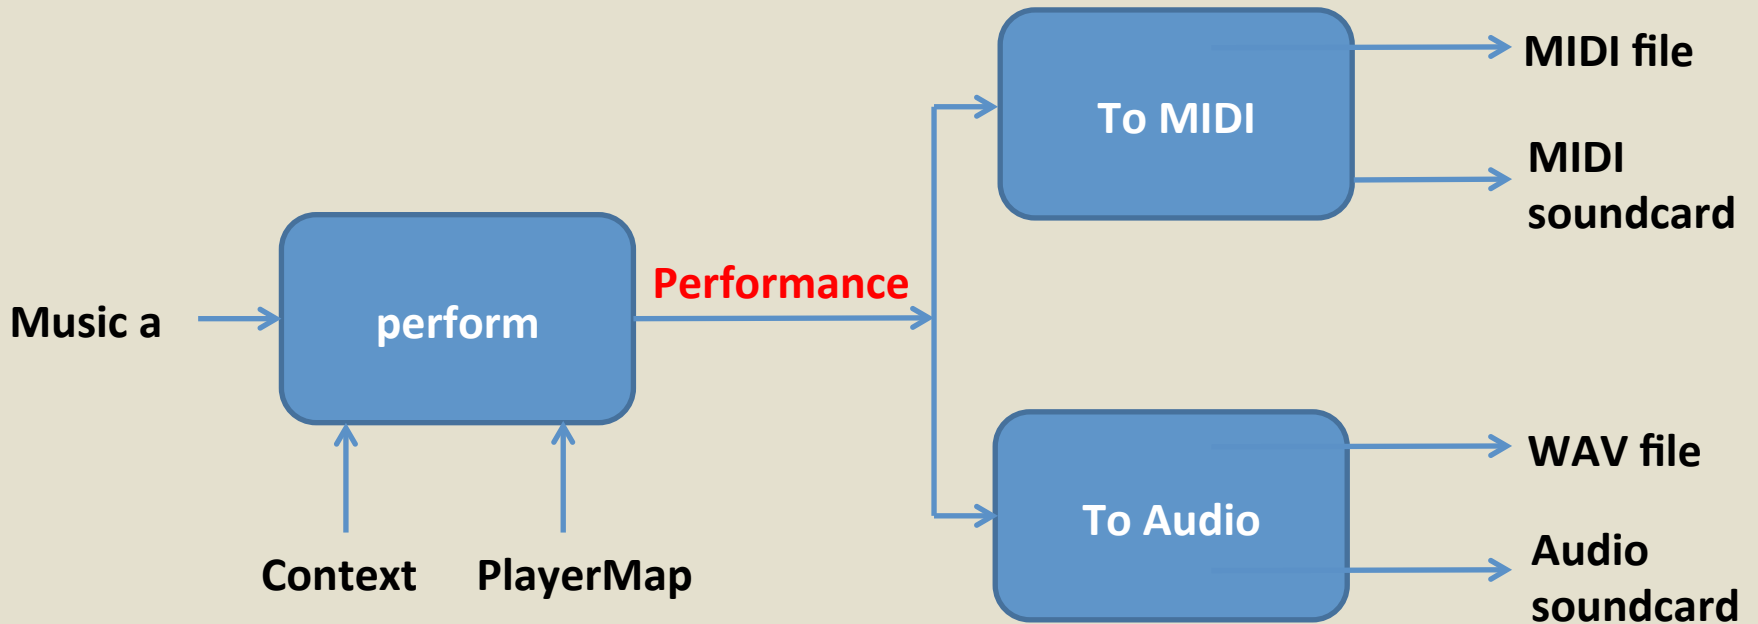 Music a
perform
Context
PlayerMap
Performance
To MIDI
MIDI file
MIDI
soundcard
To Audio
WAV file
Audio
soundcard